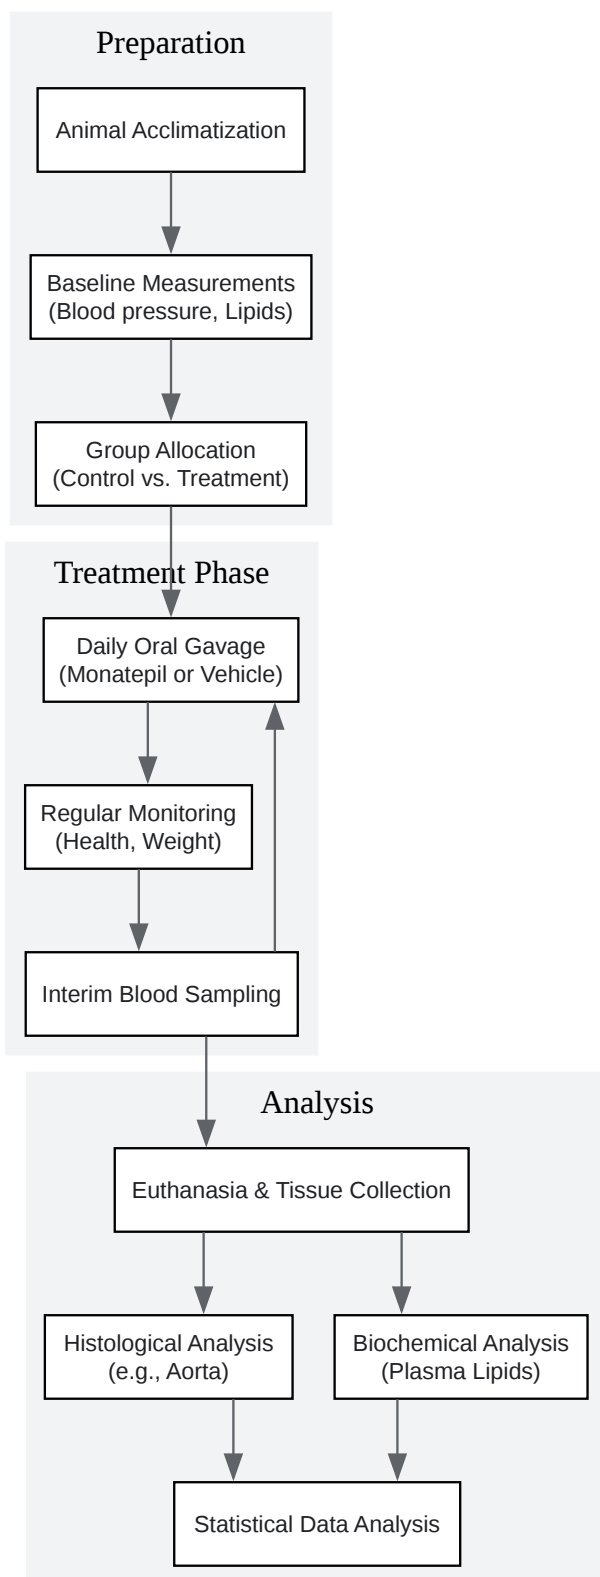 Preparation
Animal Acclimatization
Baseline Measurements
(Blood pressure, Lipids)
Group Allocation
(Control vs. Treatment)
Treatment Phase
Daily Oral Gavage
(Monatepil or Vehicle)
Regular Monitoring
(Health, Weight)
Interim Blood Sampling
Analysis
Euthanasia & Tissue Collection
Histological Analysis
(e.g., Aorta)
Biochemical Analysis
(Plasma Lipids)
Statistical Data Analysis